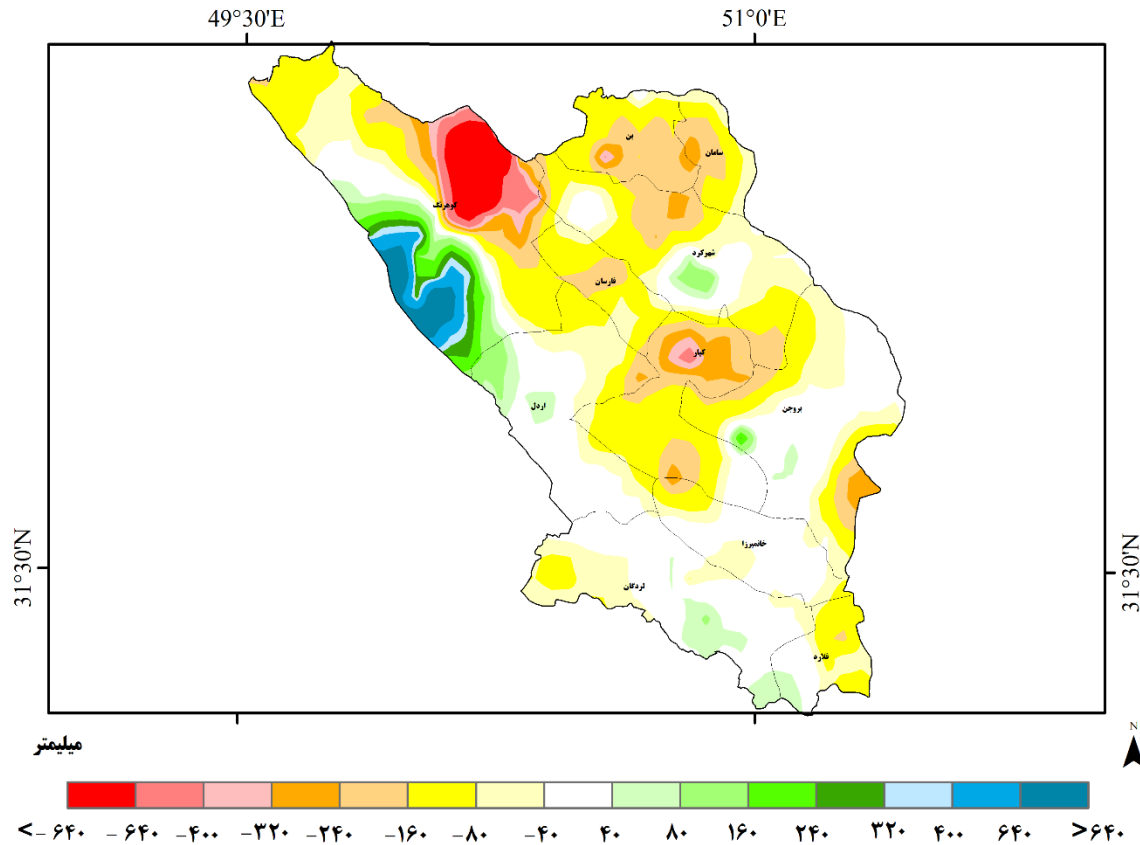 49°30'E 51°0'E
بن
سامان
کوهرنگ
شهرکرد
فارسان
کیار
اردل
بروجن
خانمیرزا
31°30'N 31°30'N
لردگان
فلارد
میلیمتر
N
<-۶۴۰ -۶۴۰ -۴۰۰ -۳۲۰ -۲۴۰ -۱۶۰ -۸۰ -۴۰ ۴۰ ۸۰ ۱۶۰ ۲۴۰ ۳۲۰ ۴۰۰ ۶۴۰ >۶۴۰